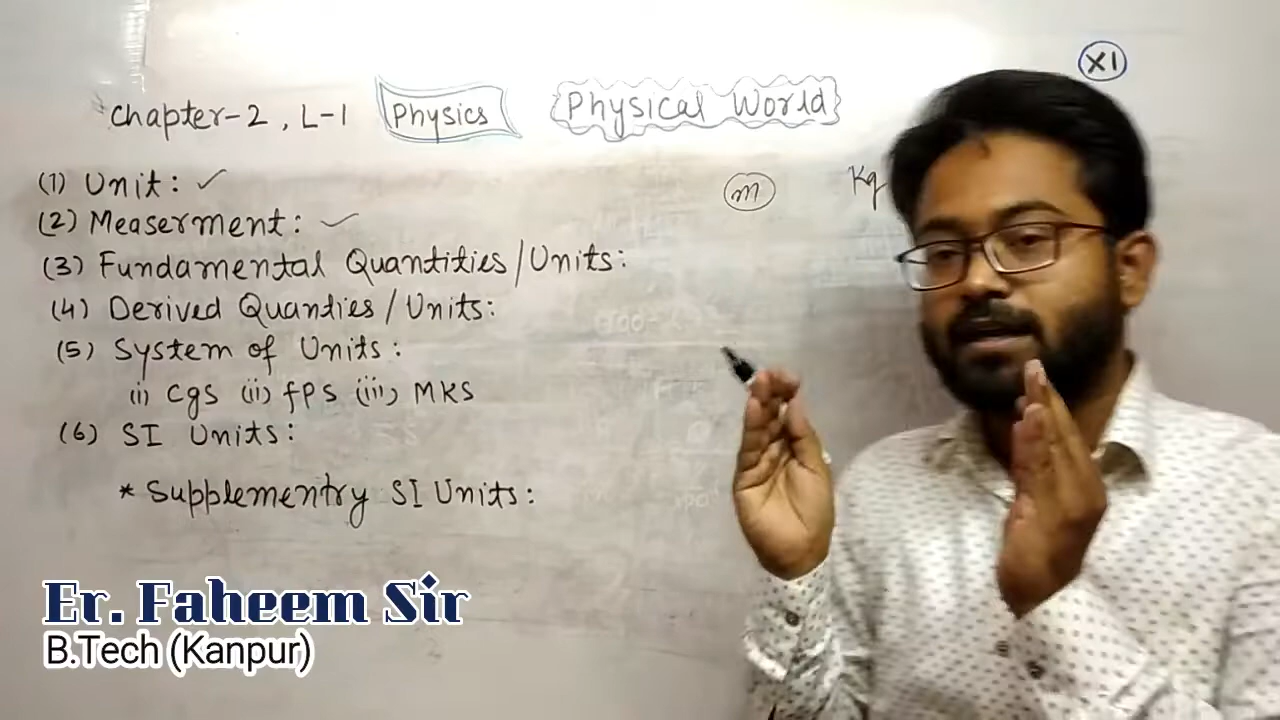 XI
Chapter-2, L-1 Physics Physical World
(1) Unit: ✓
(2) Measerment: ✓
m Kg
(3) Fundamental Quantities/Units:
(4) Derived Quanties/Units:
(5) System of Units:
(i) cgs (ii) fps (iii) MKS
(6) SI Units:
* Supplementry SI Units:
Er. Faheem Sir
B.Tech (Kanpur)